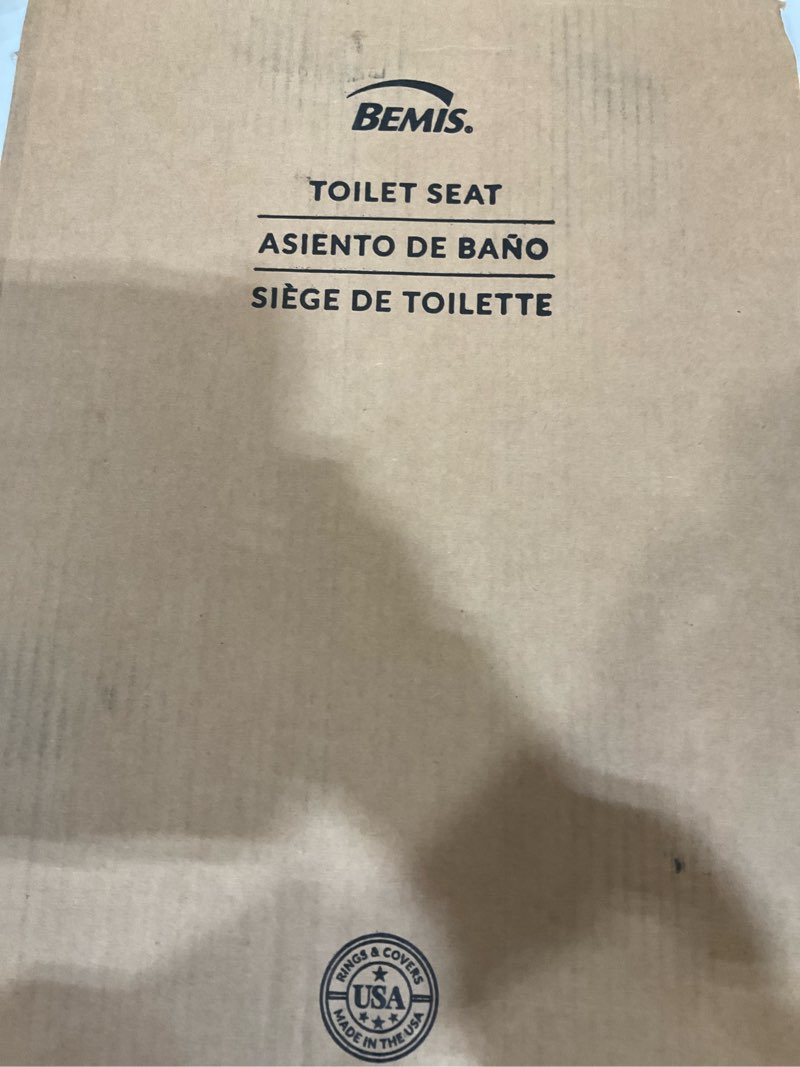 BEMIS.
TOILET SEAT
ASIENTO DE BAÑO
SIÈGE DE TOILETTE
RINGS & COVERS
USA
MADE IN THE USA